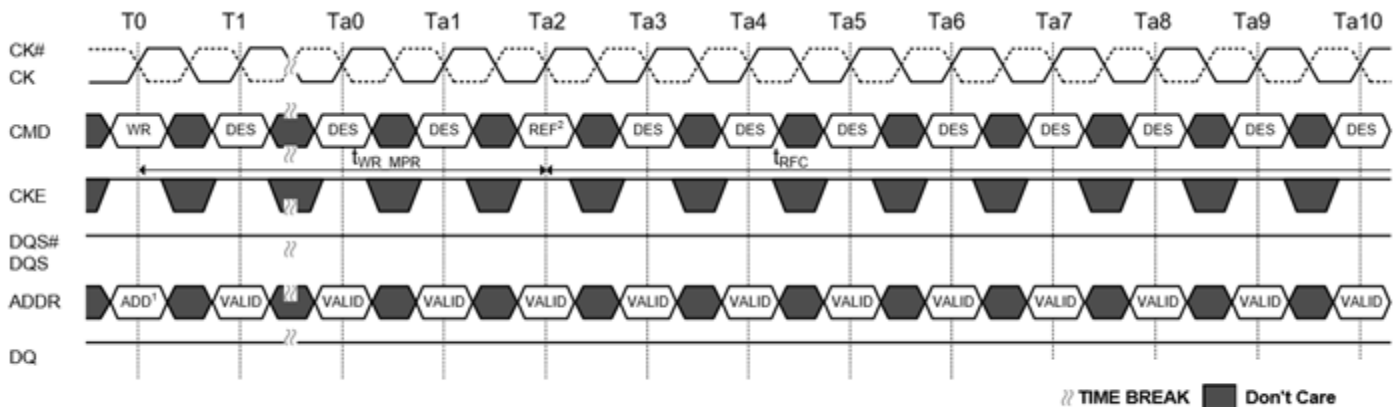 T0 T1 Ta0 Ta1 Ta2 Ta3 Ta4 Ta5 Ta6 Ta7 Ta8 Ta9 Ta10
CK#
CK
CMD WR DES DES DES REF² DES DES DES DES DES DES DES DES
tWR_MPR tRFC
CKE
DQS#
DQS
ADDR ADD¹ VALID VALID VALID VALID VALID VALID VALID VALID VALID VALID VALID VALID
DQ
TIME BREAK Don't Care